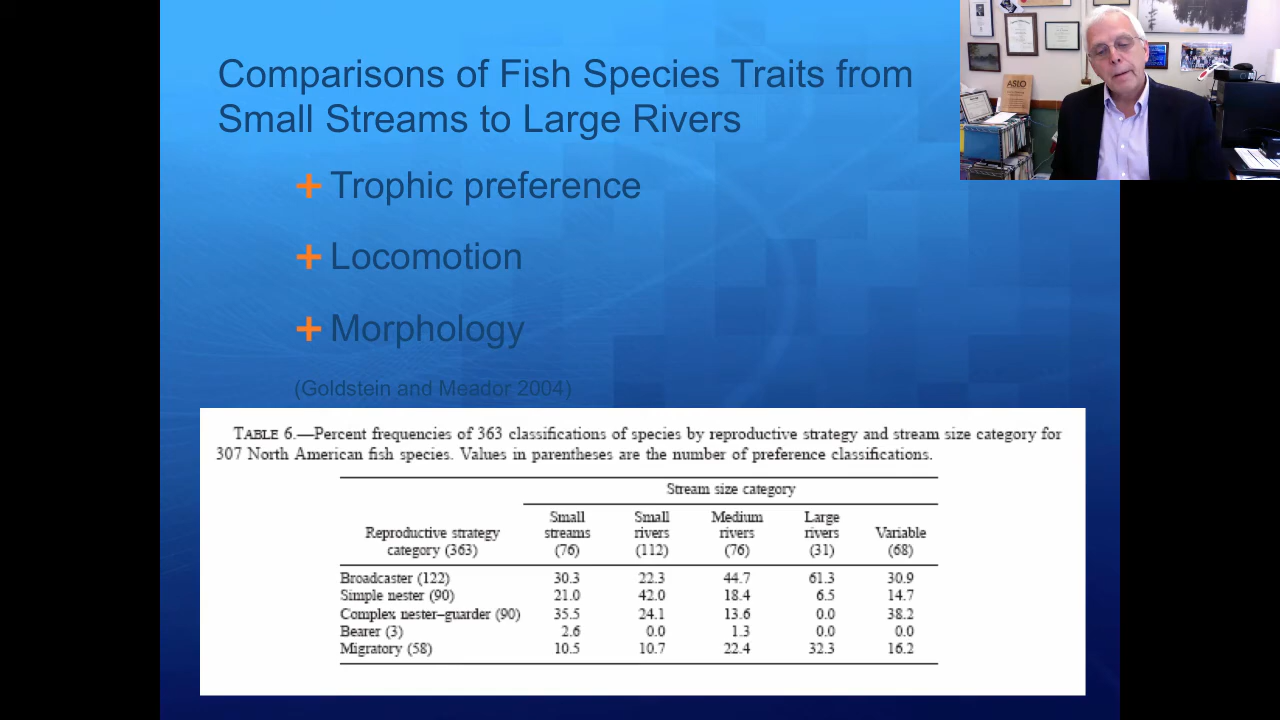 Comparisons of Fish Species Traits from
Small Streams to Large Rivers
+ Trophic preference
+ Locomotion
+ Morphology
(Goldstein and Meador 2004)
TABLE 6.—Percent frequencies of 363 classifications of species by reproductive strategy and stream size category for
307 North American fish species. Values in parentheses are the number of preference classifications.
Stream size category
Reproductive strategy category (363) Small streams (76) Small rivers (112) Medium rivers (76) Large rivers (31) Variable (68)
Broadcaster (122) 30.3 22.3 44.7 61.3 30.9
Simple nester (90) 21.0 42.0 18.4 6.5 14.7
Complex nester–guarder (90) 35.5 24.1 13.6 0.0 38.2
Bearer (3) 2.6 0.0 1.3 0.0 0.0
Migratory (58) 10.5 10.7 22.4 32.3 16.2
ASLO